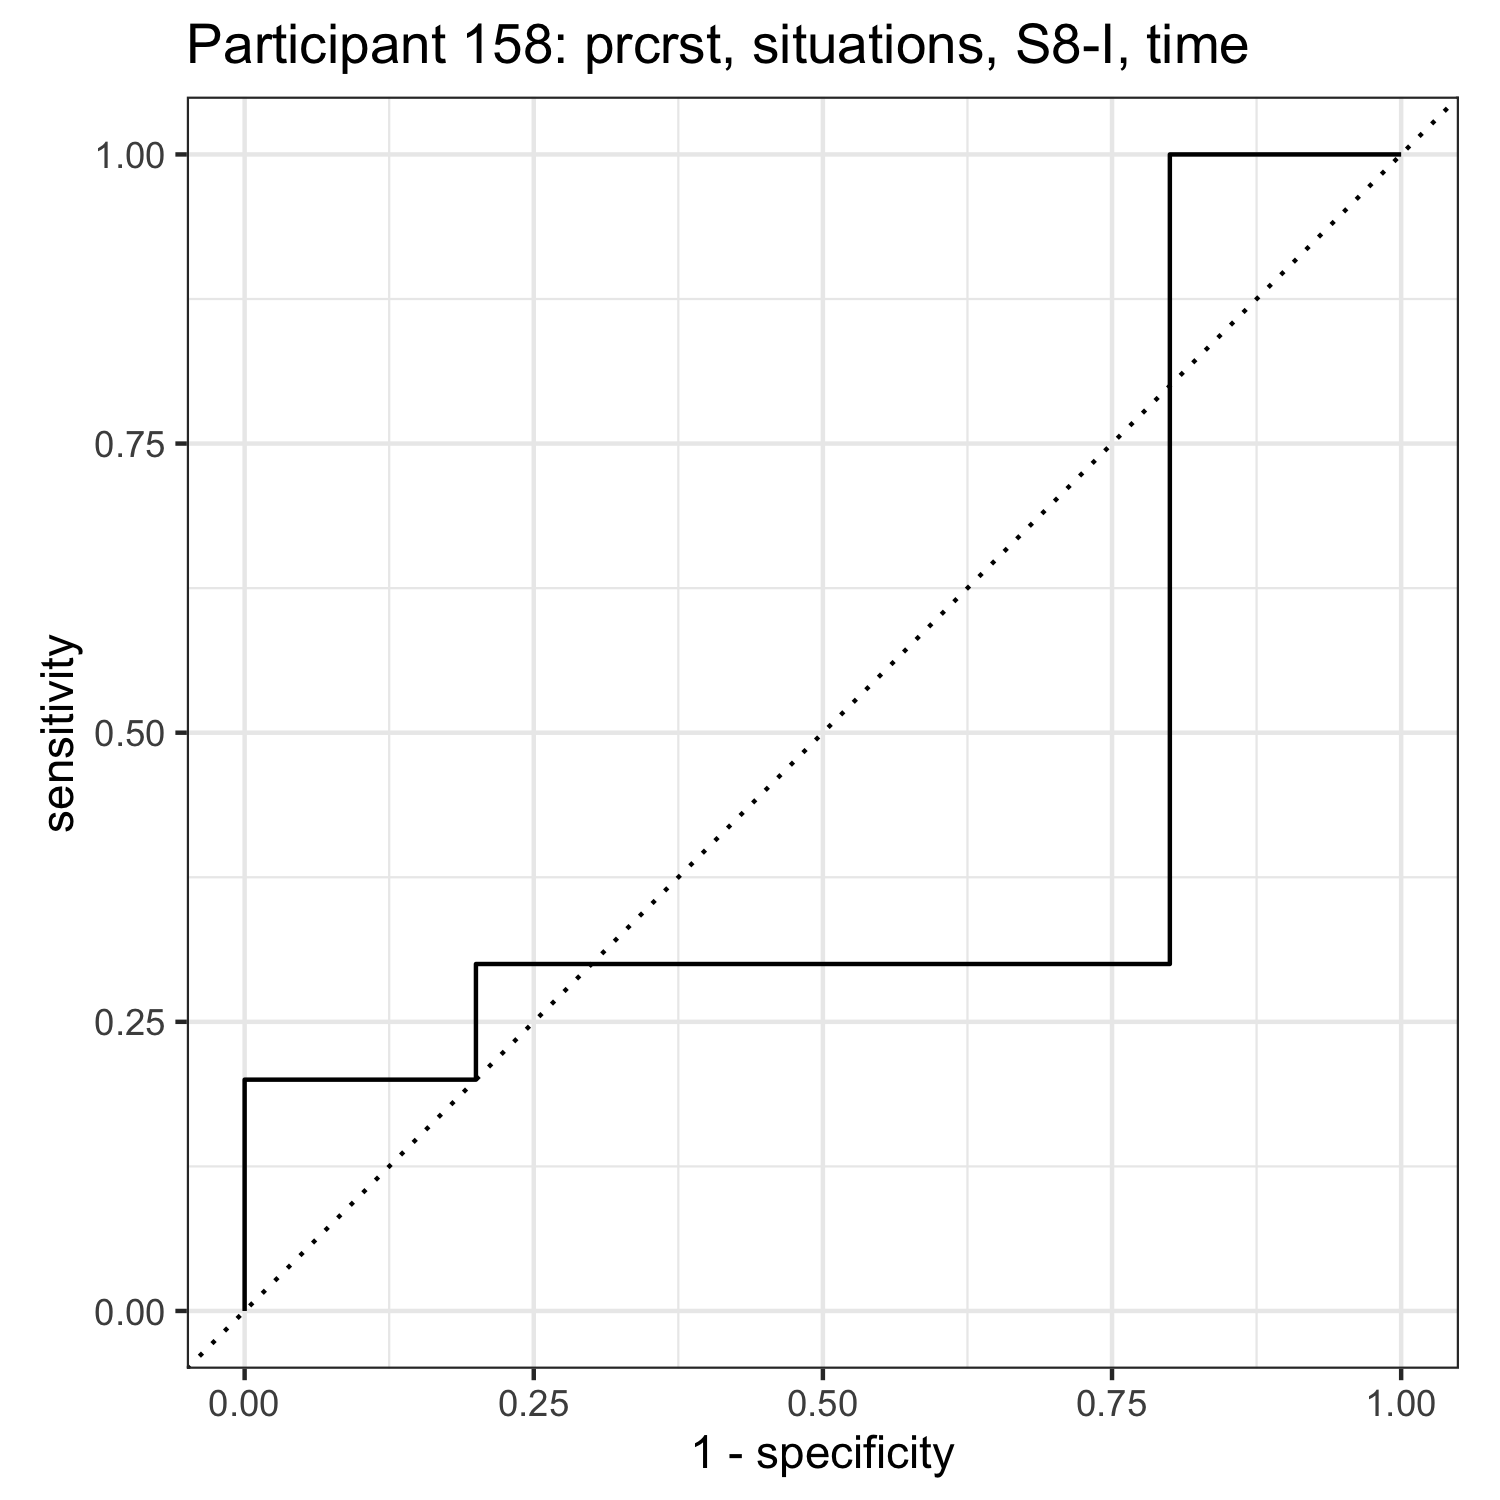 Participant 158: prcrst, situations, S8-I, time
1.00
0.75
0.50
0.25
0.00
sensitivity
0.00 0.25 0.50 0.75 1.00
1 - specificity